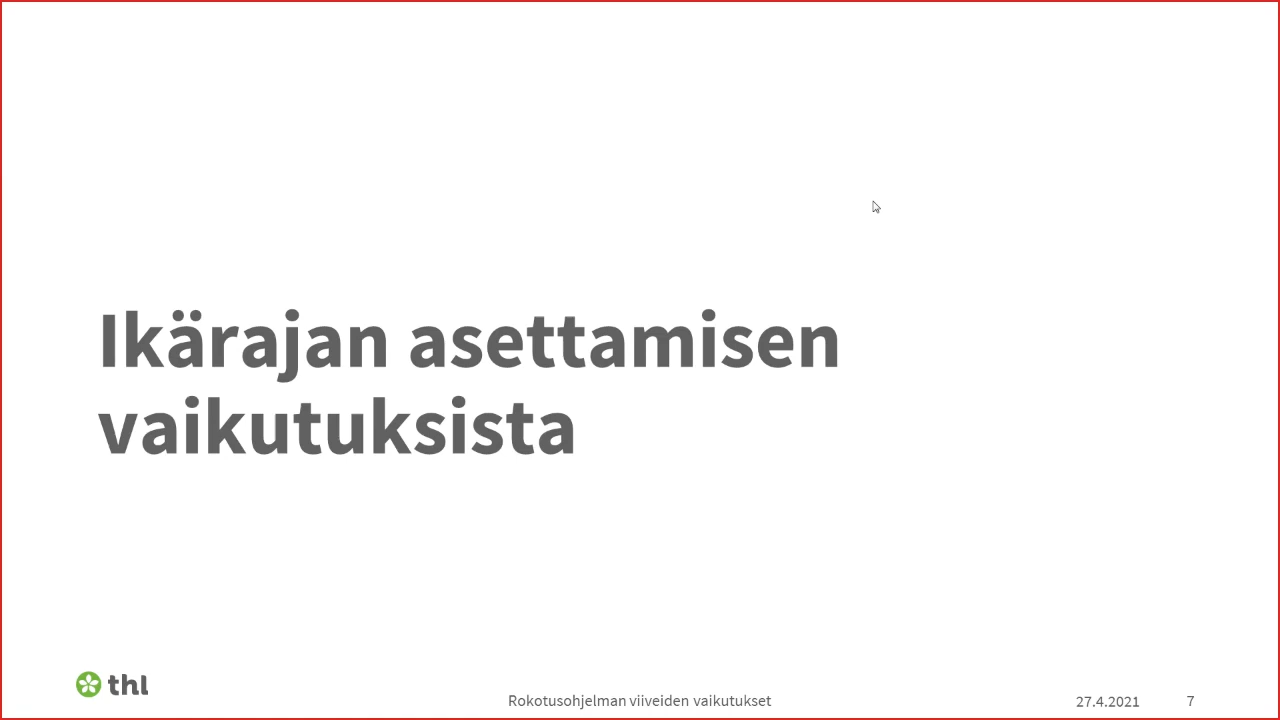 Ikärajan asettamisen
vaikutuksista
thl
Rokotusohjelman viiveiden vaikutukset
27.4.2021
7